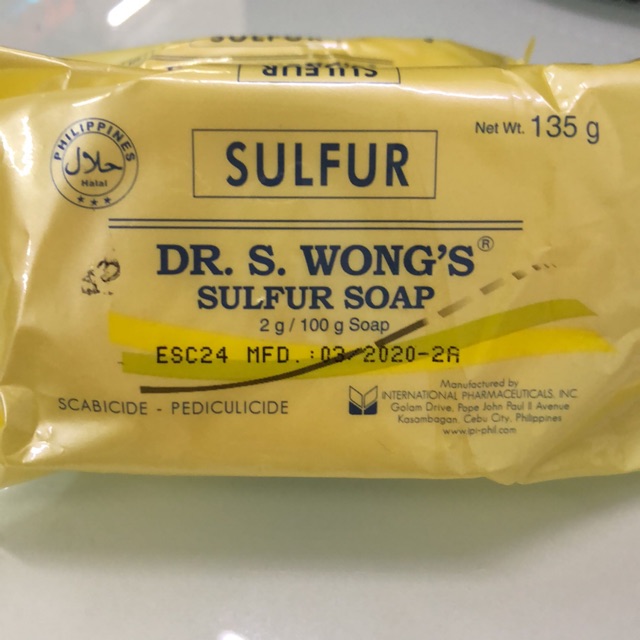 SULFUR
SULFUR
PHILIPPINES
حلال
Halal
SULFUR
Net Wt. 135 g
DR. S. WONG'S®
SULFUR SOAP
2 g / 100 g Soap
ESC24 MFD.:03/2020-2A
SCABICIDE - PEDICULICIDE
Manufactured by
INTERNATIONAL PHARMACEUTICALS, INC
Golam Drive, Pope John Paul II Avenue
Kasambagan, Cebu City, Philippines
www.ipi-phil.com